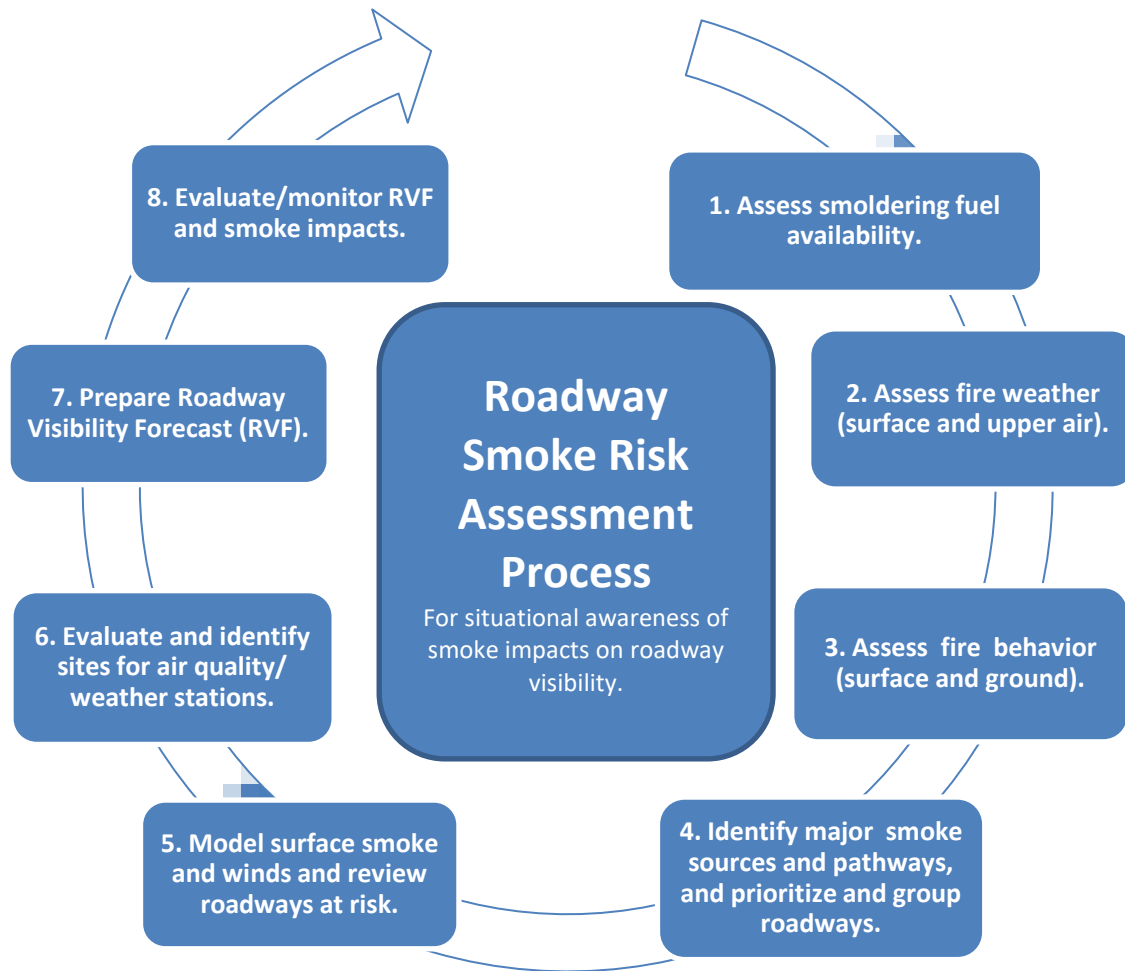 8. Evaluate/monitor RVF
and smoke impacts.
1. Assess smoldering fuel
availability.
7. Prepare Roadway
Visibility Forecast (RVF).
Roadway
Smoke Risk
Assessment
Process
For situational awareness of
smoke impacts on roadway
visibility.
2. Assess fire weather
(surface and upper air).
6. Evaluate and identify
sites for air quality/
weather stations.
3. Assess fire behavior
(surface and ground).
5. Model surface smoke
and winds and review
roadways at risk.
4. Identify major smoke
sources and pathways,
and prioritize and group
roadways.